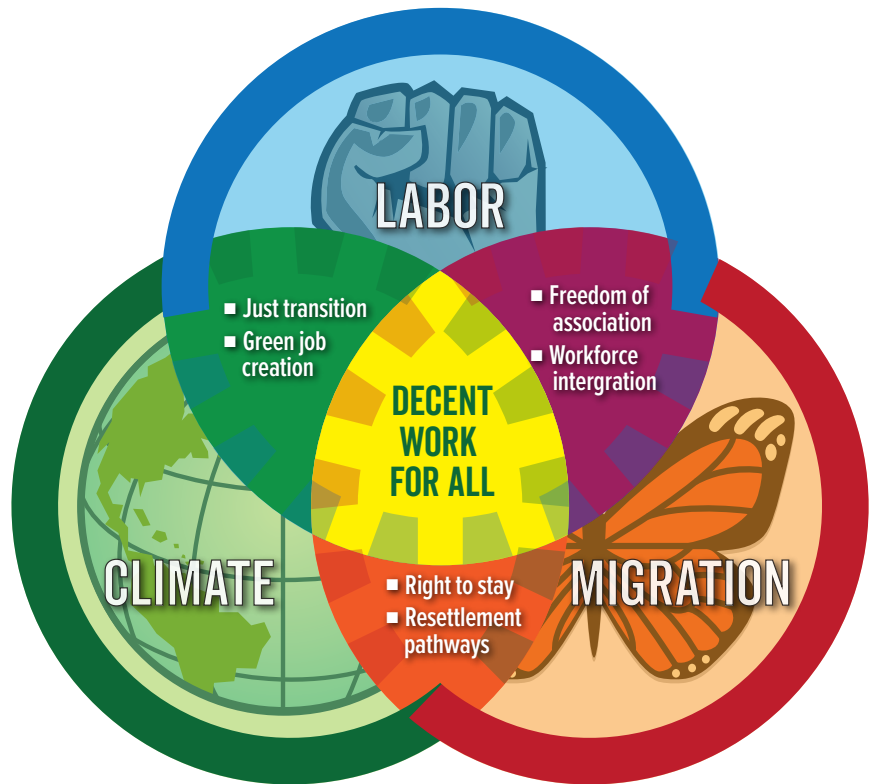 LABOR
■ Just transition
■ Green job
creation
■ Freedom of
association
■ Workforce
intergration
DECENT
WORK
FOR ALL
CLIMATE
MIGRATION
■ Right to stay
■ Resettlement
pathways